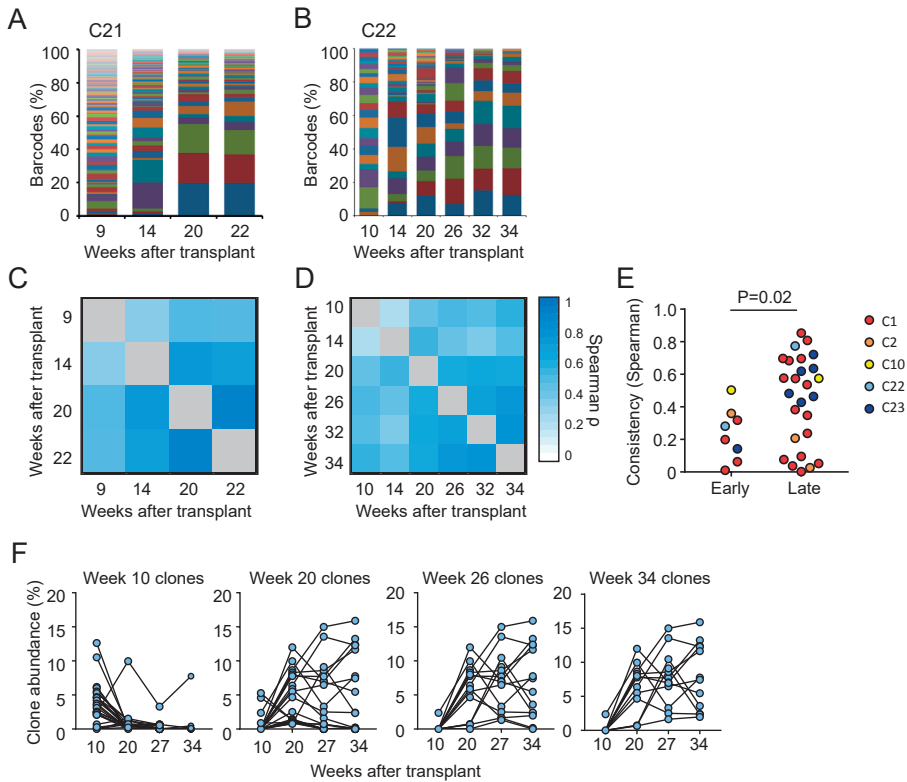 A
C21
Barcodes (%)
100
80
60
40
20
0
9 14 20 22
Weeks after transplant
B
C22
Barcodes (%)
100
80
60
40
20
0
10 14 20 26 32 34
Weeks after transplant
C
Weeks after transplant
9
14
20
22
9 14 20 22
Weeks after transplant
D
Weeks after transplant
10
14
20
26
32
34
10 14 20 26 32 34
Weeks after transplant
1
0.8
0.6
0.4
0.2
0
Spearman ρ
E
P=0.02
Consistency (Spearman)
1.0
0.8
0.6
0.4
0.2
0
Early Late
C1
C2
C10
C22
C23
F
Clone abundance (%)
Week 10 clones
20
15
10
5
0
10 20 27 34
Week 20 clones
20
15
10
5
0
10 20 27 34
Week 26 clones
20
15
10
5
0
10 20 27 34
Week 34 clones
20
15
10
5
0
10 20 27 34
Weeks after transplant